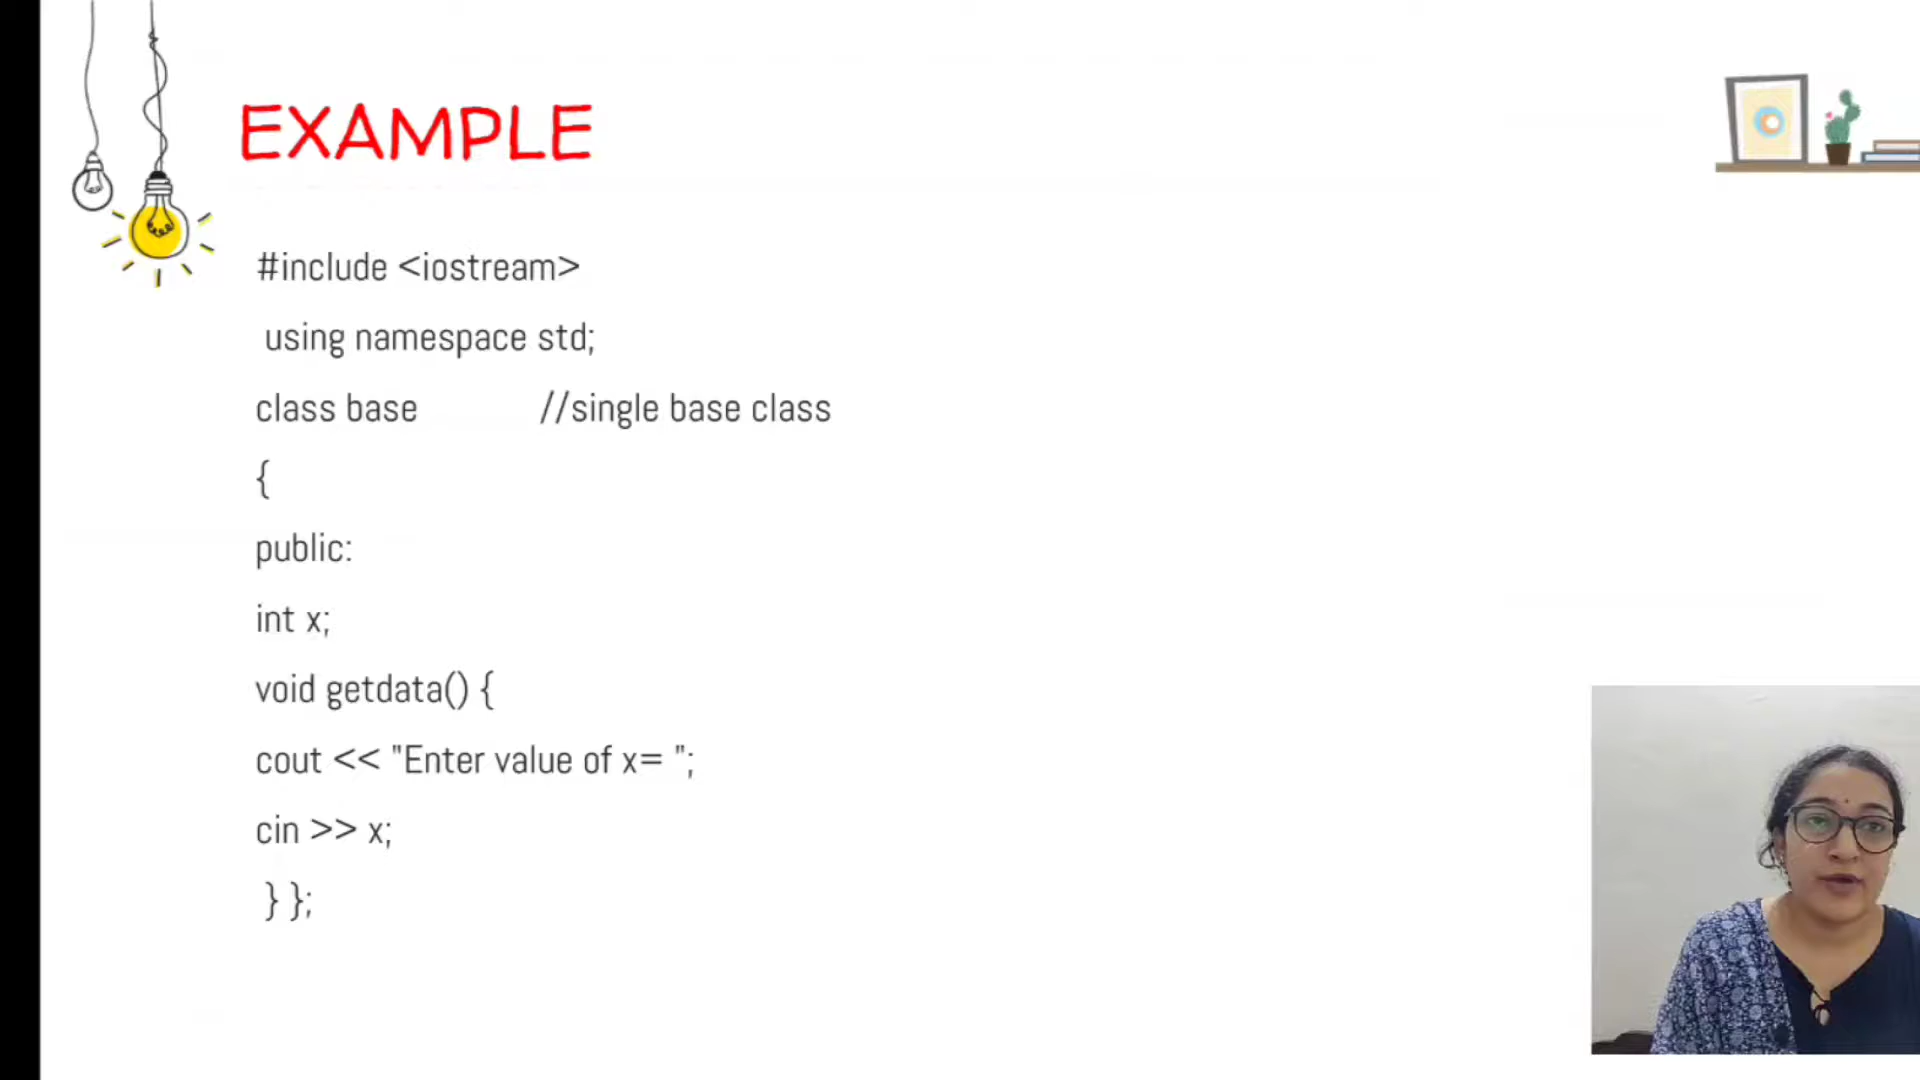 EXAMPLE
#include <iostream>
using namespace std;
class base //single base class
{
public:
int x;
void getdata() {
cout << "Enter value of x= ";
cin >> x;
} };